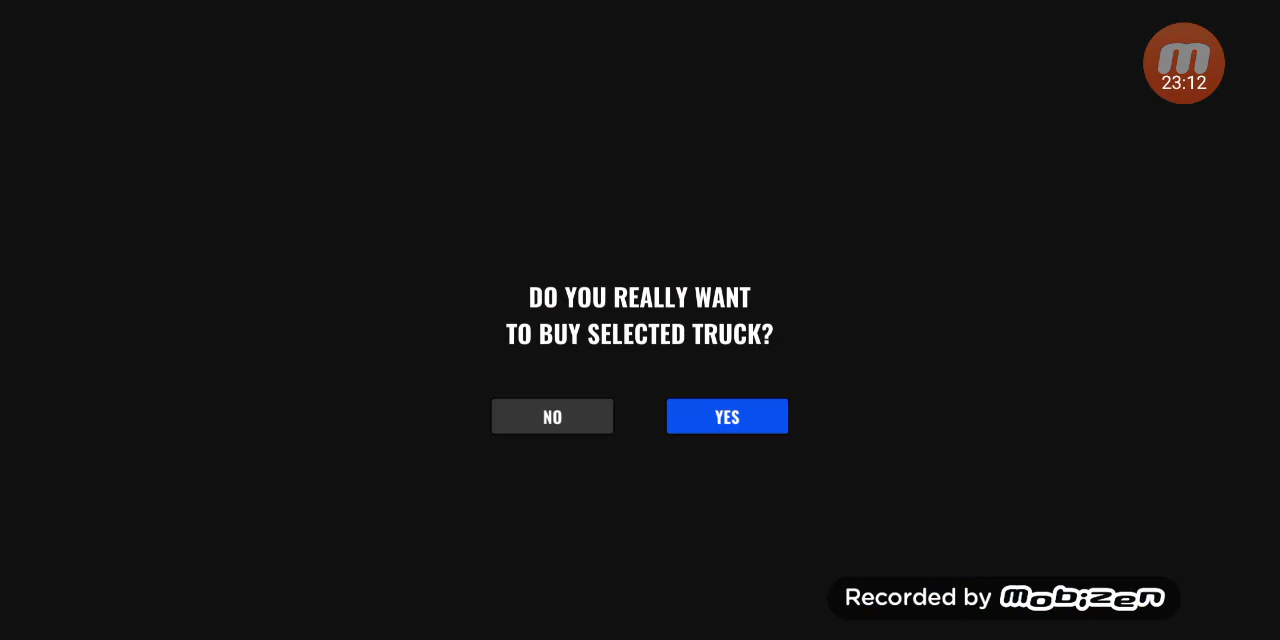 m
23:12
DO YOU REALLY WANT
TO BUY SELECTED TRUCK?
NO YES
Recorded by mobizen